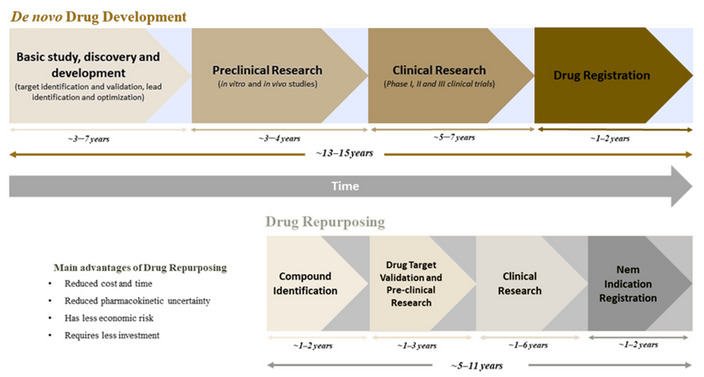 De novo Drug Development
Basic study, discovery and
development
(target identification and validation, lead
identification and optimization)
Preclinical Research
(in vitro and in vivo studies)
Clinical Research
(Phase I, II and III clinical trials)
Drug Registration
~3–7 years
~3–4 years
~5–7 years
~1–2 years
~13–15 years
Time
Drug Repurposing
Main advantages of Drug Repurposing
• Reduced cost and time
• Reduced pharmacokinetic uncertainty
• Has less economic risk
• Requires less investment
Compound
Identification
Drug Target
Validation and
Pre-clinical
Research
Clinical
Research
Nem
Indication
Registration
~1–2 years
~1–3 years
~1–6 years
~1–2 years
~5–11 years